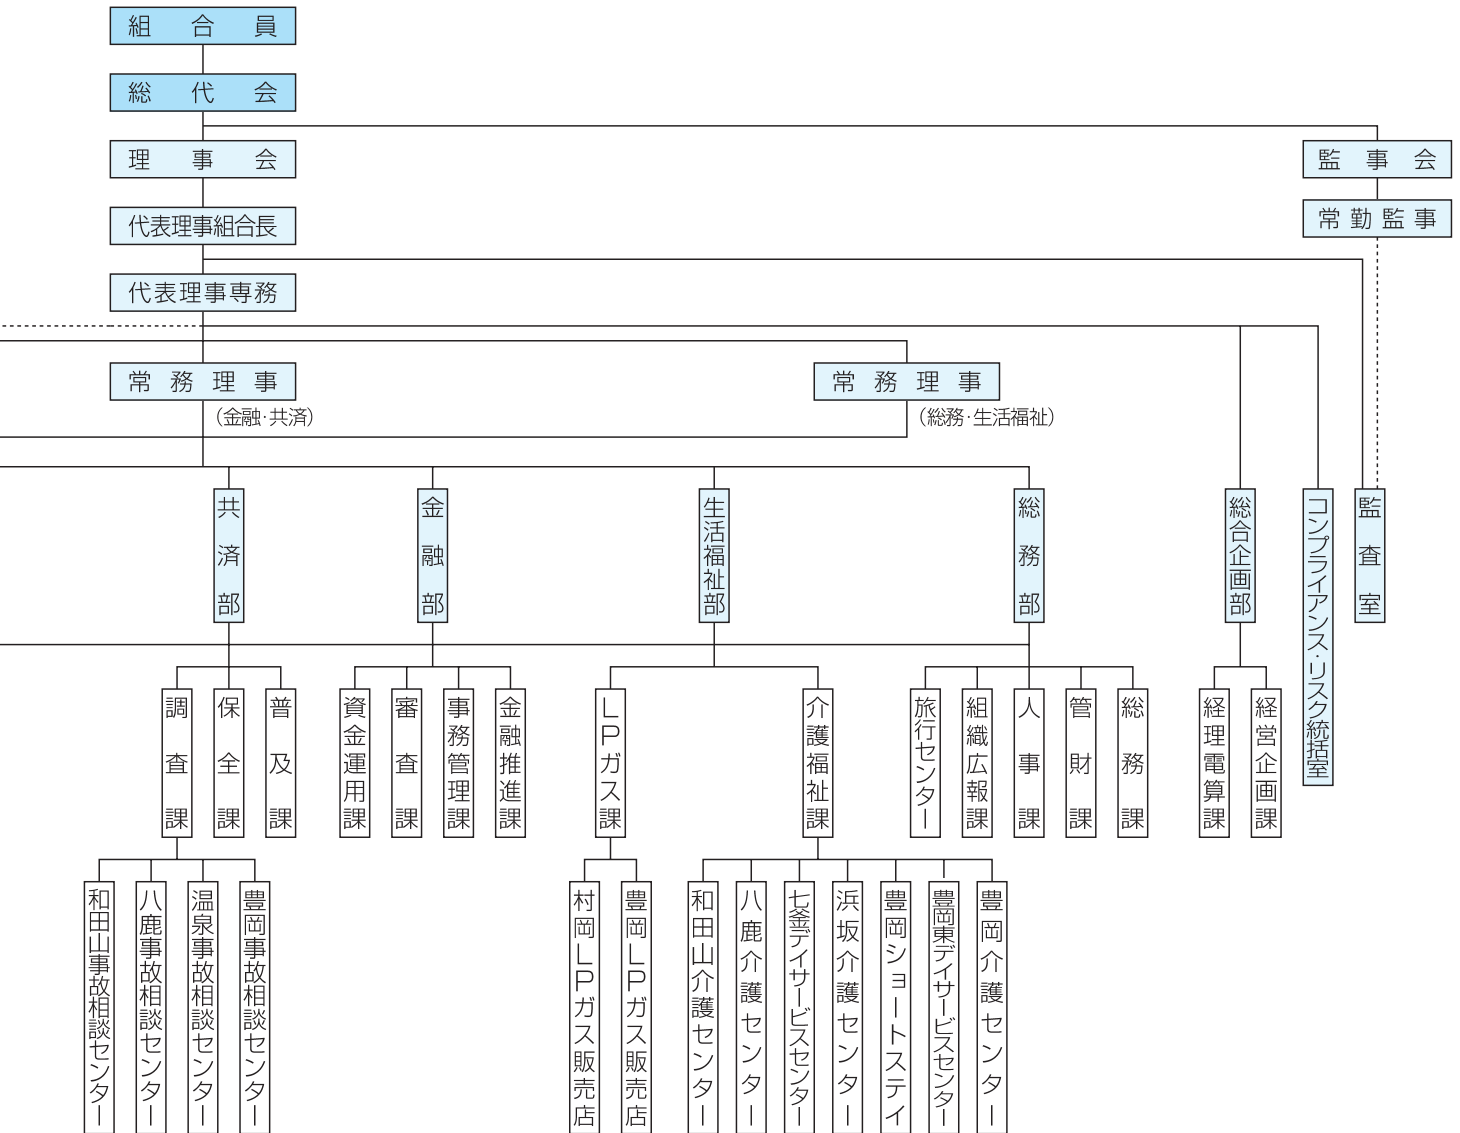 組合員
総代会
理事会
監事会
代表理事組合長
常勤監事
代表理事専務
常務理事
(金融・共済)
常務理事
(総務・生活福祉)
共済部
金融部
生活福祉部
総務部
総合企画部
コンプライアンス・リスク統括室
監査室
調査課
保全課
普及課
資金運用課
審査課
事務管理課
金融推進課
LPガス課
介護福祉課
旅行センター
組織広報課
人事課
管財課
総務課
経理電算課
経営企画課
和田山事故相談センター
八鹿事故相談センター
温泉事故相談センター
豊岡事故相談センター
村岡LPガス販売店
豊岡LPガス販売店
和田山介護センター
八鹿介護センター
七釜デイサービスセンター
浜坂介護センター
豊岡ショートステイ
豊岡東デイサービスセンター
豊岡介護センター